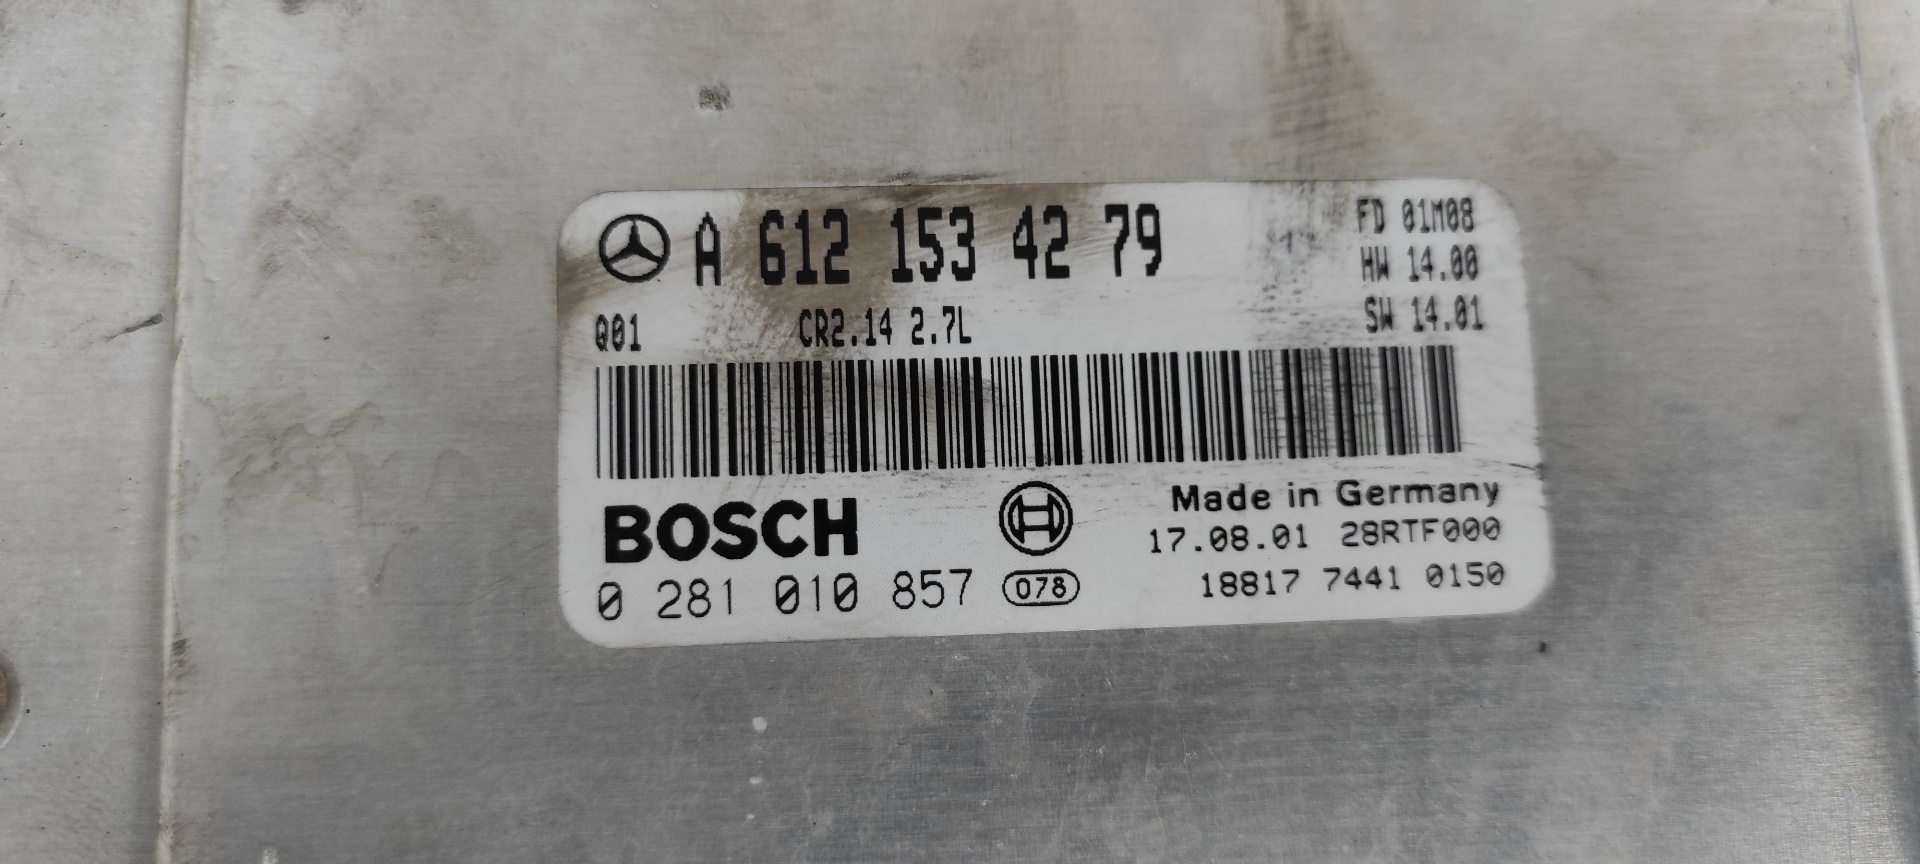 A 612 153 42 79
FD 01M08
HW 14.00
SW 14.01
Q01 CR2.14 2.7L
BOSCH
Made in Germany
17.08.01 28RTF000
0 281 010 857 078
18817 7441 0150